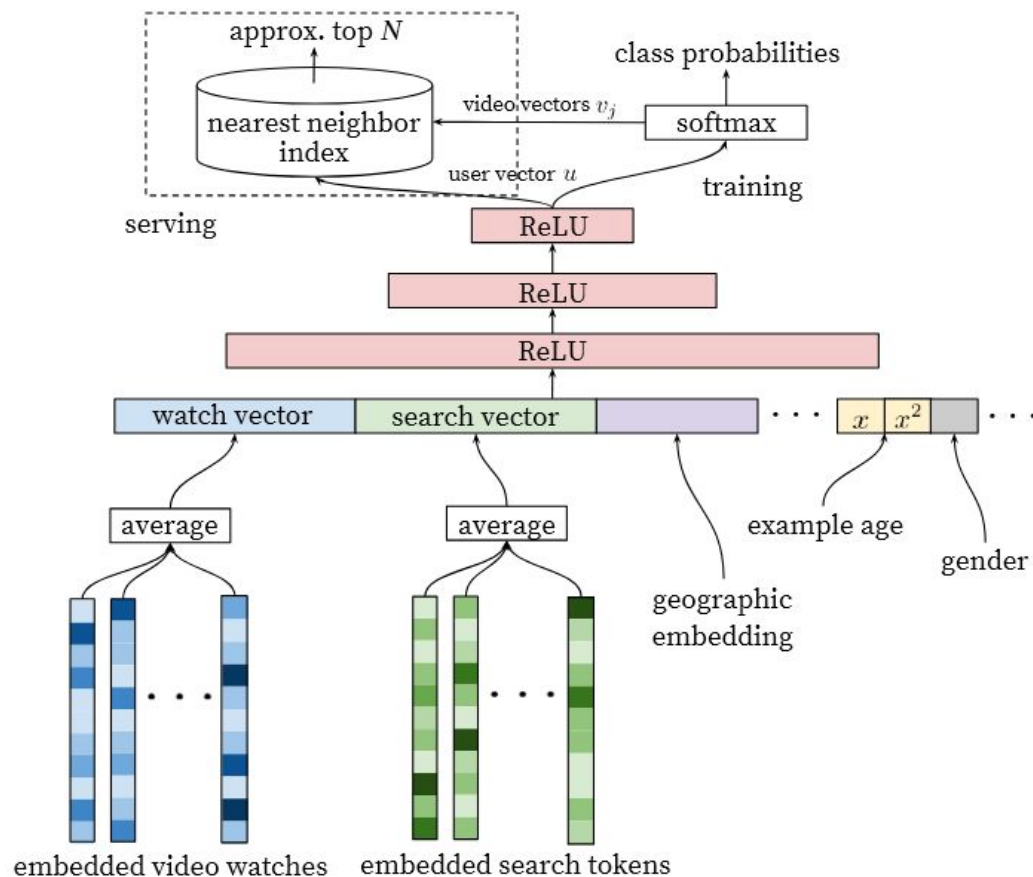 approx. top N
class probabilities
nearest neighbor
index
video vectors v_j
softmax
user vector u
training
serving
ReLU
ReLU
ReLU
watch vector
search vector
. . .
x
x²
. . .
average
average
example age
gender
geographic
embedding
. . .
. . .
embedded video watches
embedded search tokens